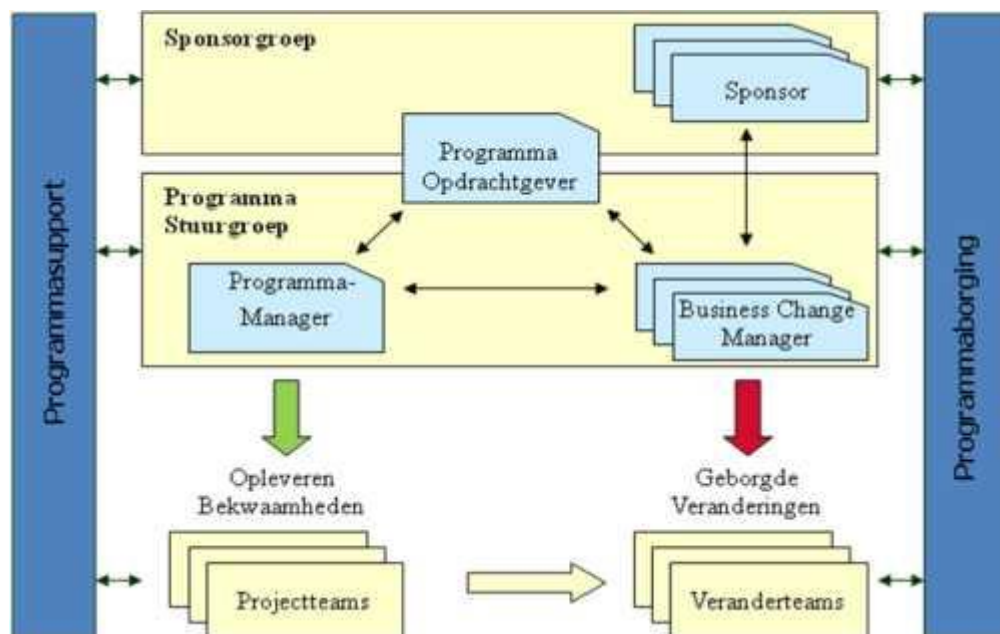 Programmasupport
Sponsorgroep
Sponsor
Programma
Opdrachtgever
Programma
Stuurgroep
Programma-
Manager
Business Change
Manager
Opleveren
Bekwaamheden
Geborgde
Veranderingen
Projectteams
Veranderteams
Programmaborging